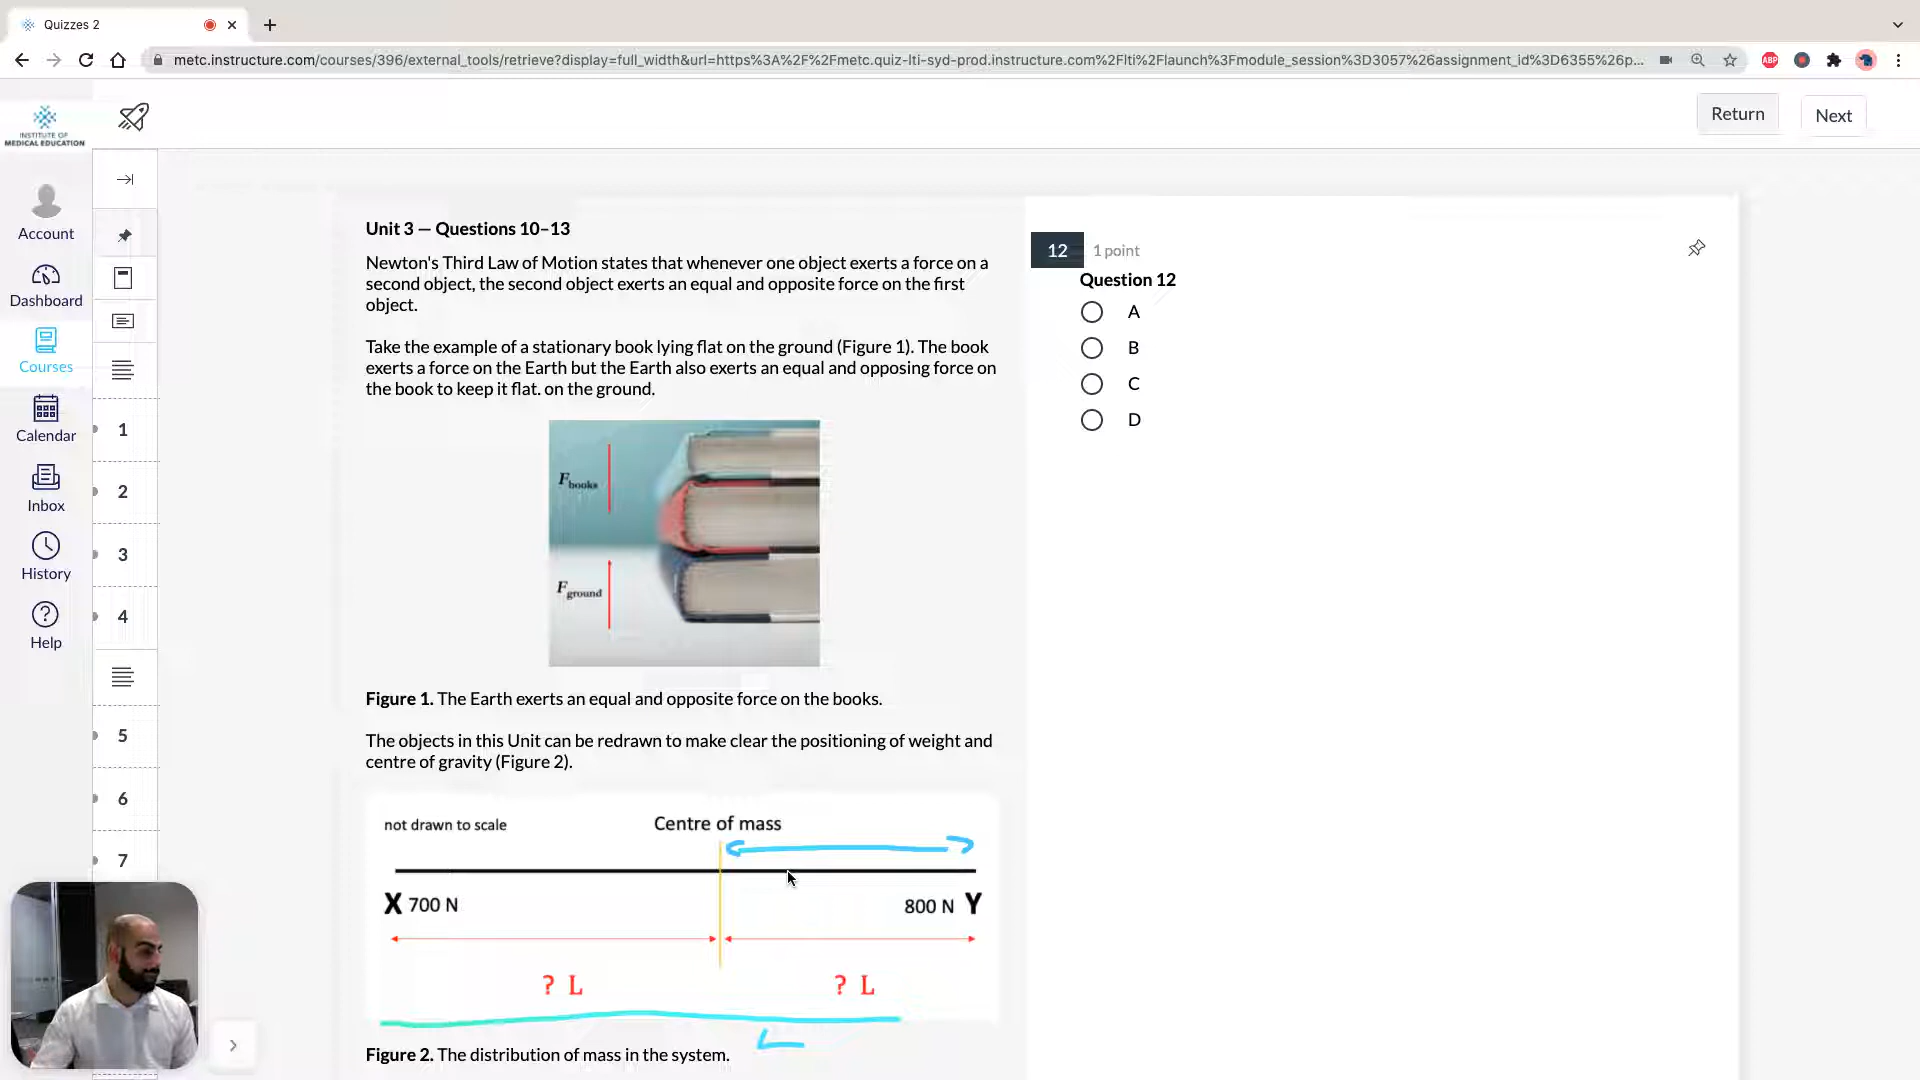 Quizzes 2
metc.instructure.com/courses/396/external_tools/retrieve?display=full_width&url=https%3A%2F%2Fmetc.quiz-lti-syd-prod.instructure.com%2Flti%2Flaunch%3Fmodule_session%3D3057%26assignment_id%3D6355%26p...
ABP
INSTITUTE OF
MEDICAL EDUCATION
Return
Next
Account
Dashboard
Courses
Calendar
Inbox
History
Help
1
2
3
4
5
6
7
Unit 3 — Questions 10–13
Newton's Third Law of Motion states that whenever one object exerts a force on a
second object, the second object exerts an equal and opposite force on the first
object.
Take the example of a stationary book lying flat on the ground (Figure 1). The book
exerts a force on the Earth but the Earth also exerts an equal and opposing force on
the book to keep it flat. on the ground.
F books
F ground
Figure 1. The Earth exerts an equal and opposite force on the books.
The objects in this Unit can be redrawn to make clear the positioning of weight and
centre of gravity (Figure 2).
not drawn to scale
Centre of mass
X 700 N
800 N Y
? L
? L
Figure 2. The distribution of mass in the system.
12
1 point
Question 12
A
B
C
D